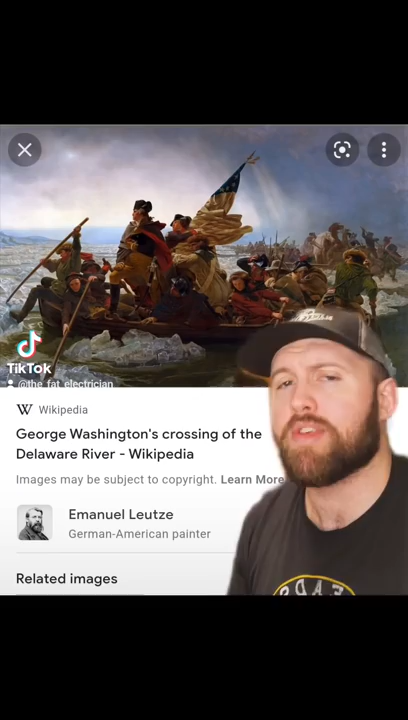 TikTok
@the_fat_electrician
Wikipedia
George Washington's crossing of the
Delaware River - Wikipedia
Images may be subject to copyright. Learn More
Emanuel Leutze
German-American painter
Related images